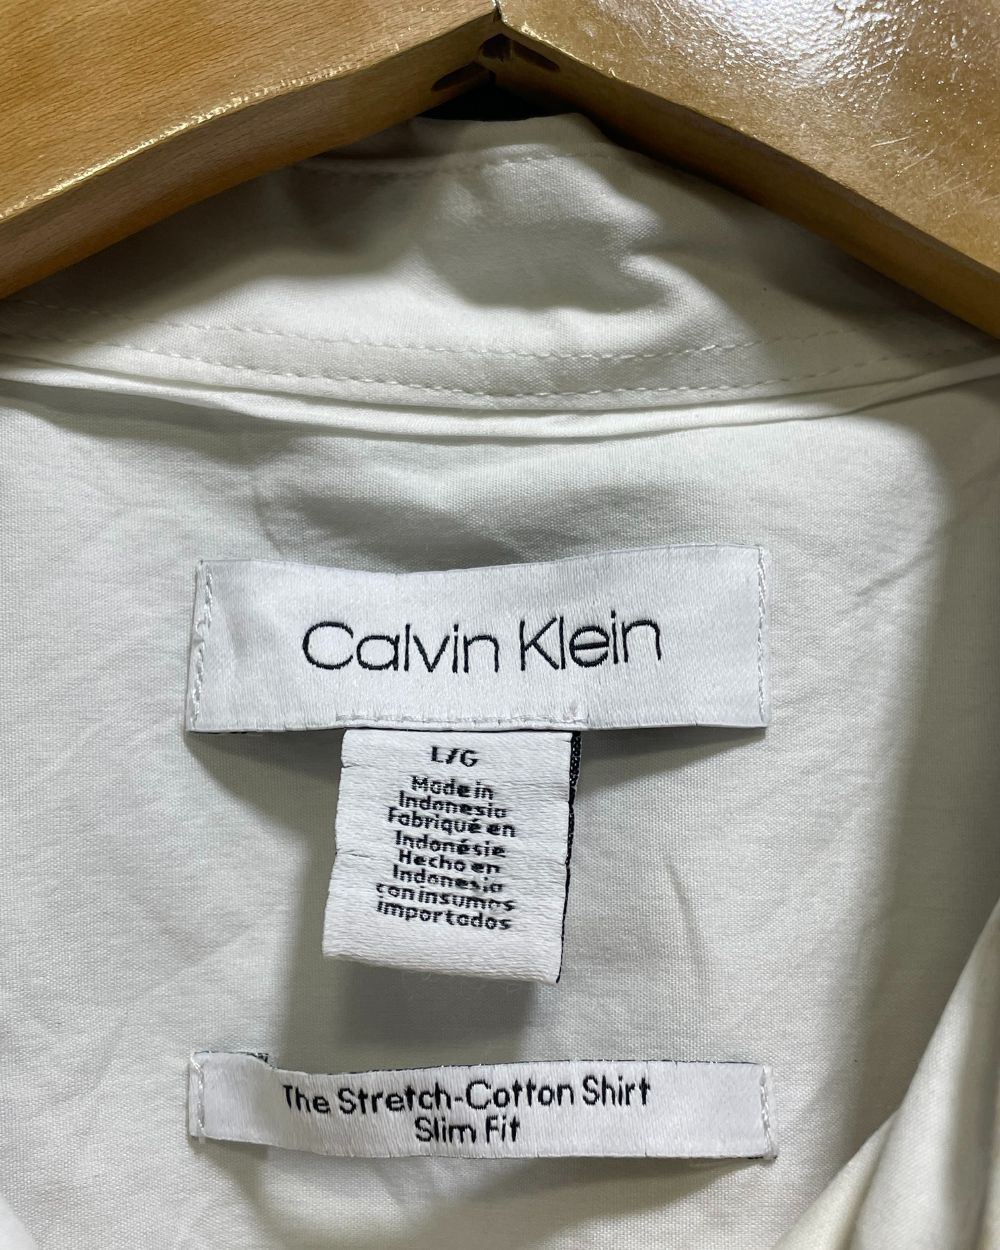 Calvin Klein
L/G
Made in
Indonesia
Fabriqué en
Indonésie
Hecho en
Indonesia
con insumos
importados
The Stretch-Cotton Shirt
Slim Fit